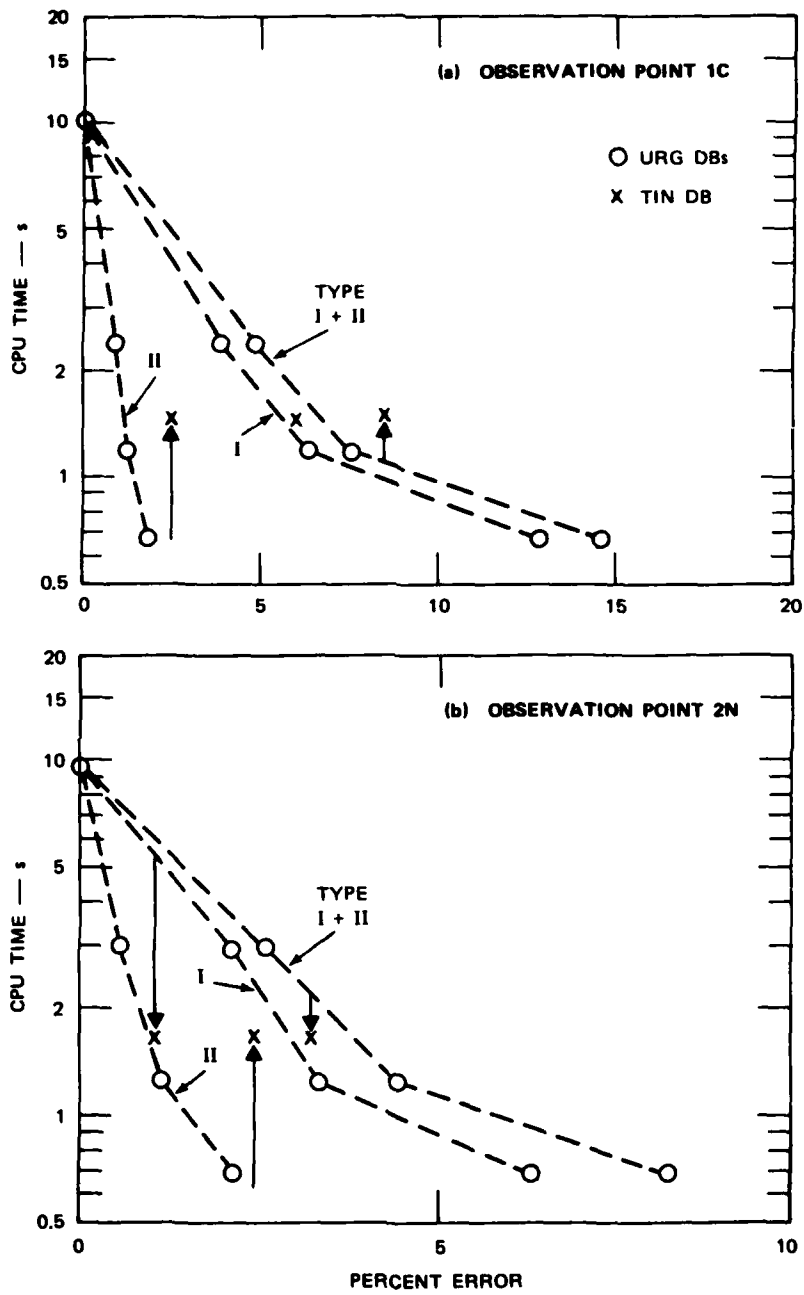 20
15
10
5
2
1
0.5
CPU TIME — s
(a) OBSERVATION POINT 1C
O URG DBs
X TIN DB
TYPE
I + II
II
I
X
X
X
0
5
10
15
20
20
15
10
5
2
1
0.5
CPU TIME — s
(b) OBSERVATION POINT 2N
TYPE
I + II
I
II
X
X
X
0
5
10
PERCENT ERROR